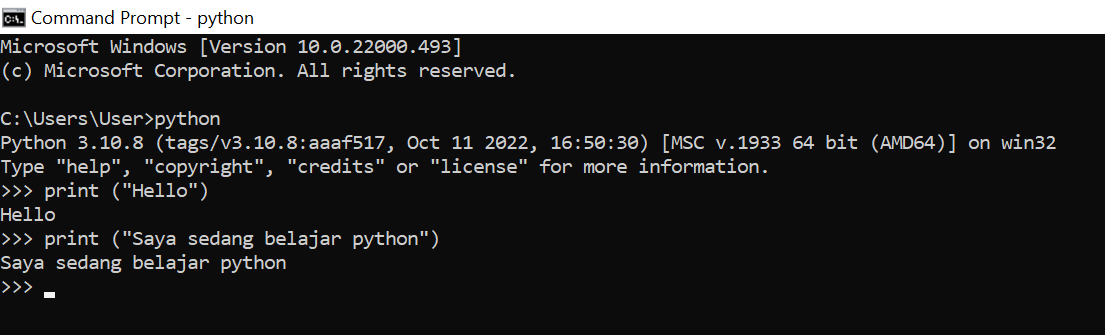 Command Prompt - python
Microsoft Windows [Version 10.0.22000.493]
(c) Microsoft Corporation. All rights reserved.
C:\Users\User>python
Python 3.10.8 (tags/v3.10.8:aaaf517, Oct 11 2022, 16:50:30) [MSC v.1933 64 bit (AMD64)] on win32
Type "help", "copyright", "credits" or "license" for more information.
>>> print ("Hello")
Hello
>>> print ("Saya sedang belajar python")
Saya sedang belajar python
>>>